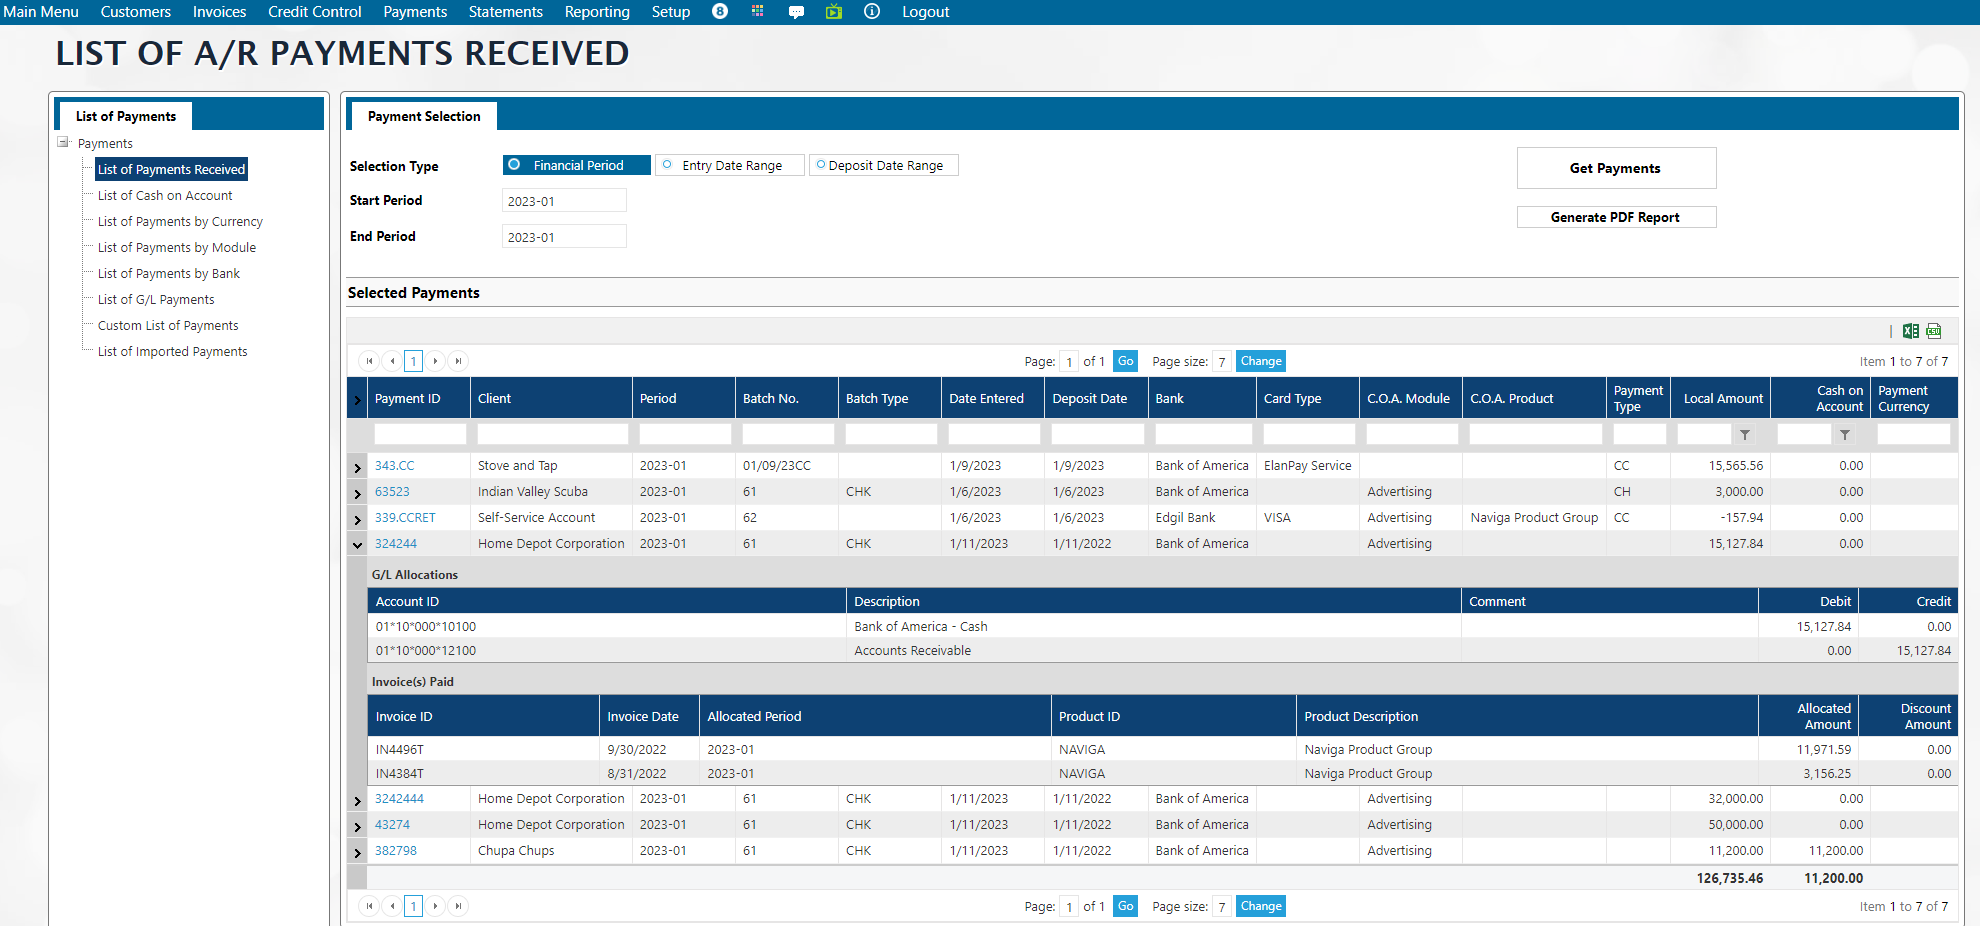 Main Menu Customers Invoices Credit Control Payments Statements Reporting Setup 8 Logout
LIST OF A/R PAYMENTS RECEIVED
List of Payments
Payments
List of Payments Received
List of Cash on Account
List of Payments by Currency
List of Payments by Module
List of Payments by Bank
List of G/L Payments
Custom List of Payments
List of Imported Payments
Payment Selection
Selection Type Financial Period Entry Date Range Deposit Date Range
Get Payments
Start Period 2023-01
Generate PDF Report
End Period 2023-01
Selected Payments
1 Page: 1 of 1 Go Page size: 7 Change Item 1 to 7 of 7
Payment ID Client Period Batch No. Batch Type Date Entered Deposit Date Bank Card Type C.O.A. Module C.O.A. Product Payment Type Local Amount Cash on Account Payment Currency
343.CC Stove and Tap 2023-01 01/09/23CC 1/9/2023 1/9/2023 Bank of America ElanPay Service CC 15,565.56 0.00
63523 Indian Valley Scuba 2023-01 61 CHK 1/6/2023 1/6/2023 Bank of America Advertising CH 3,000.00 0.00
339.CCRET Self-Service Account 2023-01 62 1/6/2023 1/6/2023 Edgil Bank VISA Advertising Naviga Product Group CC -157.94 0.00
324244 Home Depot Corporation 2023-01 61 CHK 1/11/2023 1/11/2022 Bank of America Advertising 15,127.84 0.00
G/L Allocations
Account ID Description Comment Debit Credit
01*10*000*10100 Bank of America - Cash 15,127.84 0.00
01*10*000*12100 Accounts Receivable 0.00 15,127.84
Invoice(s) Paid
Invoice ID Invoice Date Allocated Period Product ID Product Description Allocated Amount Discount Amount
IN4496T 9/30/2022 2023-01 NAVIGA Naviga Product Group 11,971.59 0.00
IN4384T 8/31/2022 2023-01 NAVIGA Naviga Product Group 3,156.25 0.00
3242444 Home Depot Corporation 2023-01 61 CHK 1/11/2023 1/11/2022 Bank of America Advertising 32,000.00 0.00
43274 Home Depot Corporation 2023-01 61 CHK 1/11/2023 1/11/2022 Bank of America Advertising 50,000.00 0.00
382798 Chupa Chups 2023-01 61 CHK 1/11/2023 1/11/2022 Bank of America Advertising 11,200.00 11,200.00
126,735.46 11,200.00
1 Page: 1 of 1 Go Page size: 7 Change Item 1 to 7 of 7